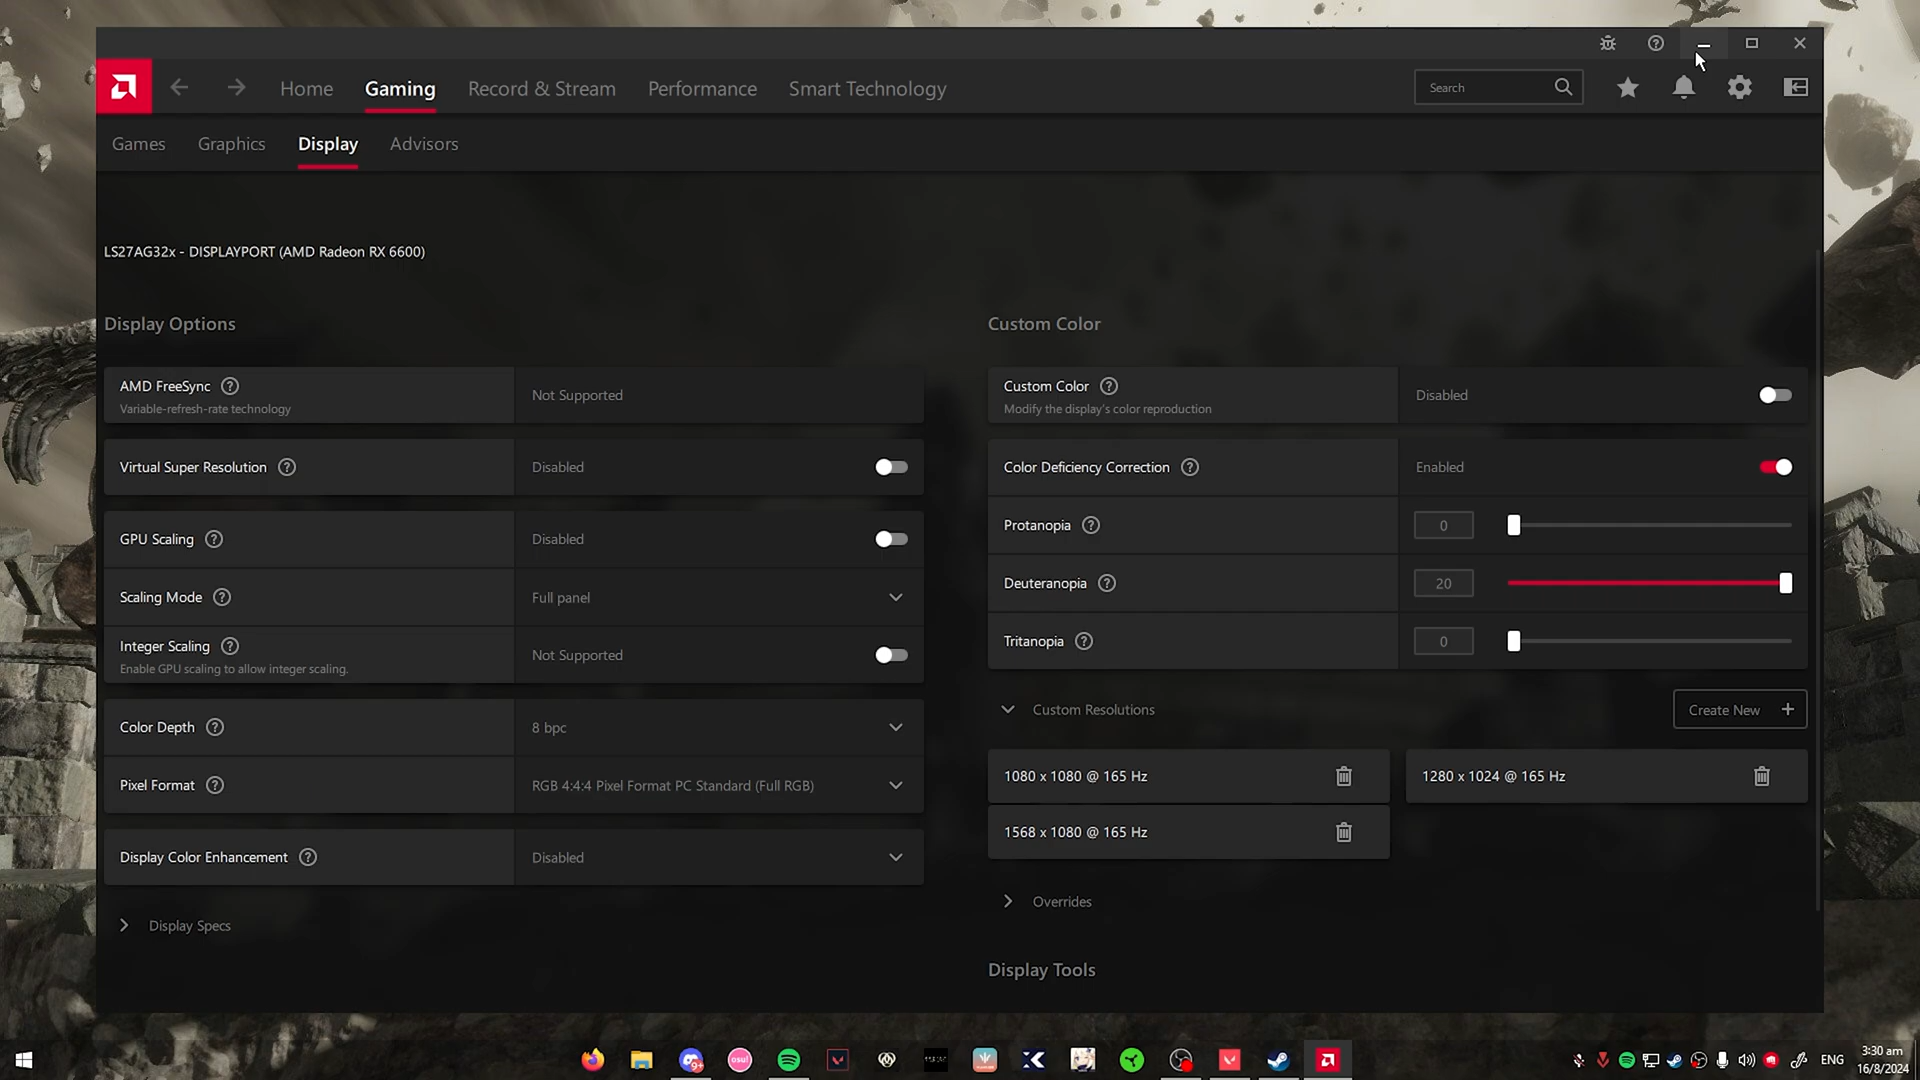 Home
Gaming
Record & Stream
Performance
Smart Technology
Search
Games
Graphics
Display
Advisors
LS27AG32x - DISPLAYPORT (AMD Radeon RX 6600)
Display Options
AMD FreeSync
Variable-refresh-rate technology
Not Supported
Virtual Super Resolution
Disabled
GPU Scaling
Disabled
Scaling Mode
Full panel
Integer Scaling
Enable GPU scaling to allow integer scaling.
Not Supported
Color Depth
8 bpc
Pixel Format
RGB 4:4:4 Pixel Format PC Standard (Full RGB)
Display Color Enhancement
Disabled
Display Specs
Custom Color
Custom Color
Modify the display's color reproduction
Disabled
Color Deficiency Correction
Enabled
Protanopia
0
Deuteranopia
20
Tritanopia
0
Custom Resolutions
Create New
1080 x 1080 @ 165 Hz
1280 x 1024 @ 165 Hz
1568 x 1080 @ 165 Hz
Overrides
Display Tools
9+
osu!
ENG
3:30 am
16/8/2024